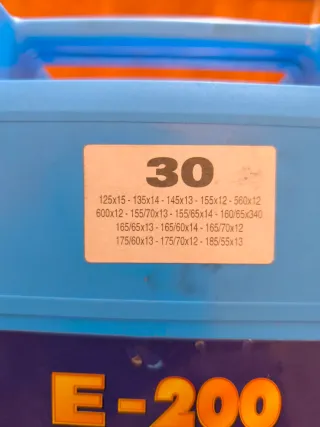 30
125x15 - 135x14 - 145x13 - 155x12 - 560x12
600x12 - 155/70x13 - 155/65x14 - 160/65x340
165/65x13 - 165/60x14 - 165/70x12
175/60x13 - 175/70x12 - 185/55x13
E-200